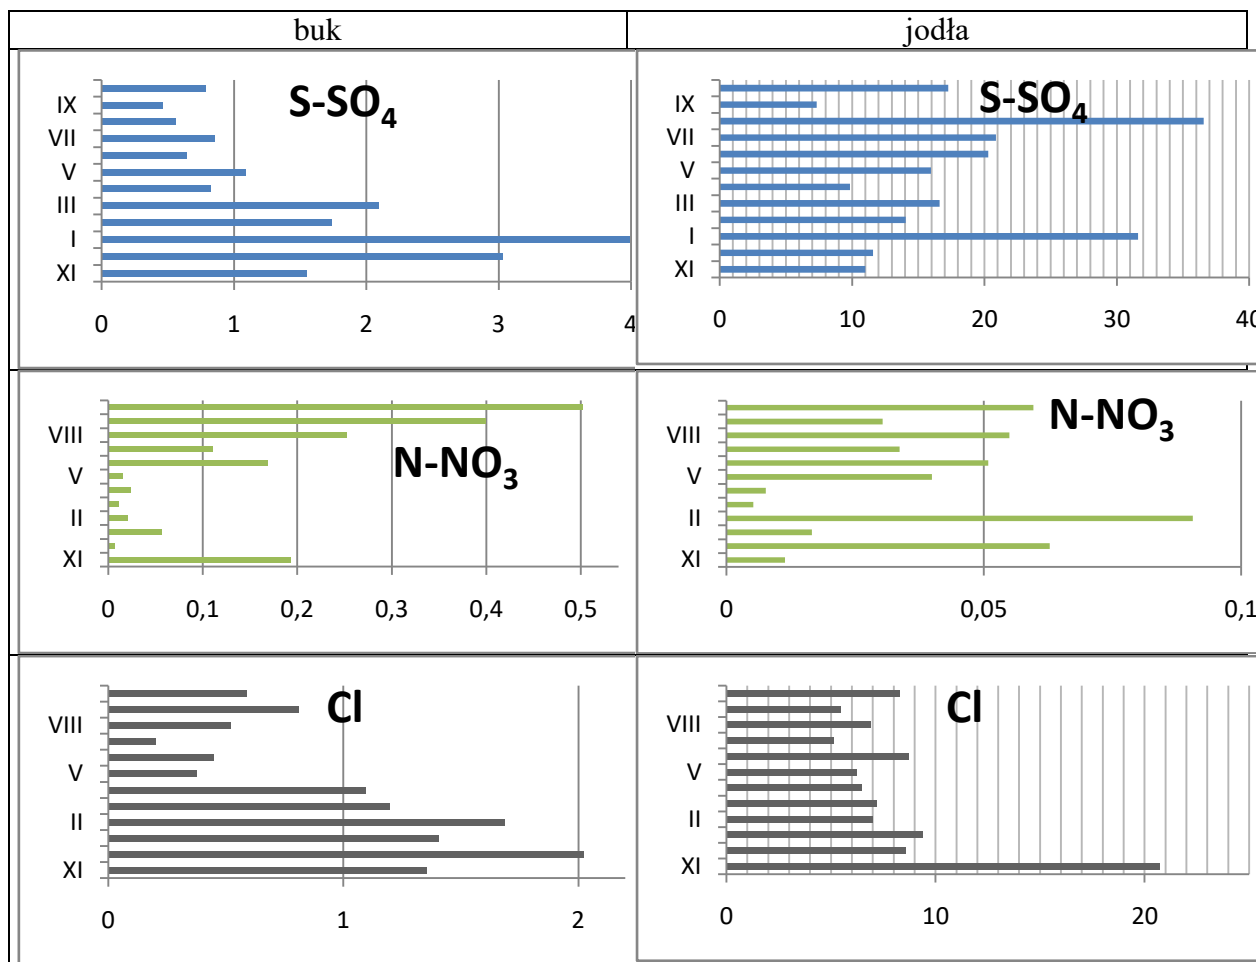 buk
jodła
S-SO₄
IX
VII
V
III
I
XI
0 1 2 3 4
S-SO₄
IX
VII
V
III
I
XI
0 10 20 30 40
N-NO₃
VIII
V
II
XI
0 0,1 0,2 0,3 0,4 0,5
N-NO₃
VIII
V
II
XI
0 0,05 0,1
Cl
VIII
V
II
XI
0 1 2
Cl
VIII
V
II
XI
0 10 20